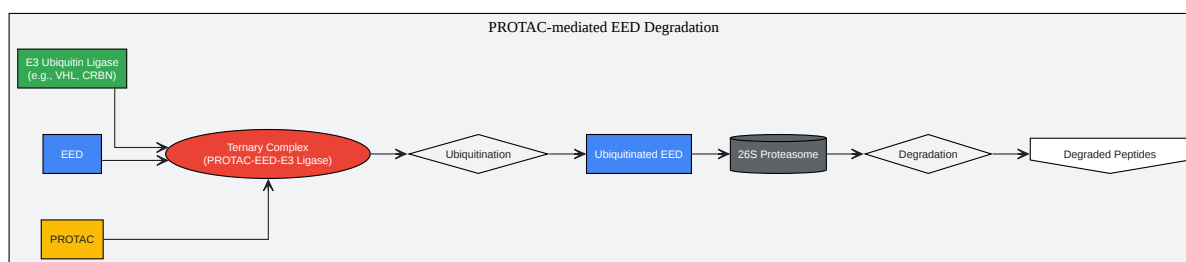 PROTAC-mediated EED Degradation
E3 Ubiquitin Ligase
(e.g., VHL, CRBN)
EED
Ternary Complex
(PROTAC-EED-E3 Ligase)
Ubiquitination
Ubiquitinated EED
26S Proteasome
Degradation
Degraded Peptides
PROTAC